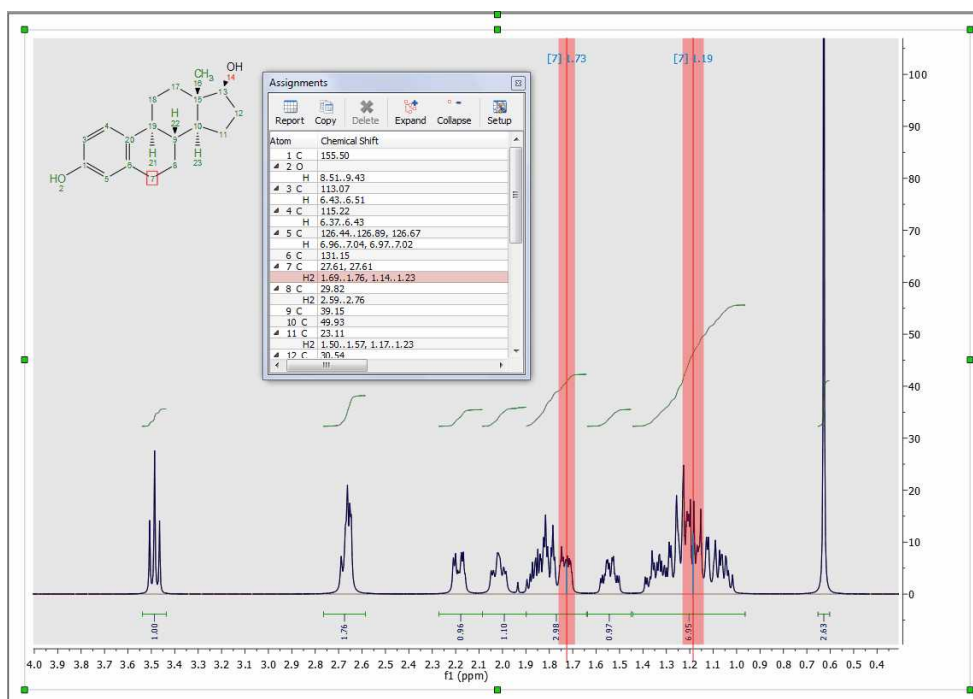 [7] 1.73
[7] 1.19
OH
14
CH3
16
17
13
18
15
12
H
22
4
19
10
3
20
9
11
1
6
H
21
8
H
23
HO
2
5
7
Assignments
Report Copy Delete Expand Collapse Setup
Atom Chemical Shift
1 C 155.50
2 O
H 8.51..9.43
3 C 113.07
H 6.43..6.51
4 C 115.22
H 6.37..6.43
5 C 126.44..126.89, 126.67
H 6.96..7.04, 6.97..7.02
6 C 131.15
7 C 27.61, 27.61
H2 1.69..1.76, 1.14..1.23
8 C 29.82
H2 2.59..2.76
9 C 39.15
10 C 49.93
11 C 23.11
H2 1.50..1.57, 1.17..1.23
12 C 30.54
100
90
80
70
60
50
40
30
20
10
0
1.00 1.76 0.96 1.10 2.98 0.97 6.95 2.63
4.0 3.9 3.8 3.7 3.6 3.5 3.4 3.3 3.2 3.1 3.0 2.9 2.8 2.7 2.6 2.5 2.4 2.3 2.2 2.1 2.0 1.9 1.8 1.7 1.6 1.5 1.4 1.3 1.2 1.1 1.0 0.9 0.8 0.7 0.6 0.5 0.4
f1 (ppm)